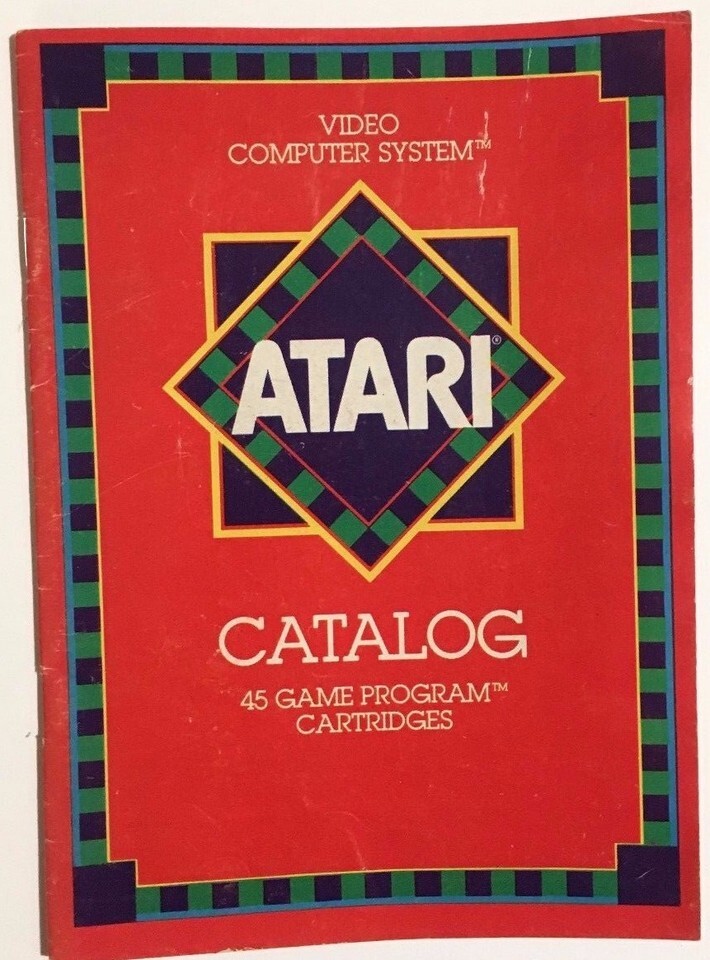 VIDEO
COMPUTER SYSTEM™
ATARI®
CATALOG
45 GAME PROGRAM™
CARTRIDGES